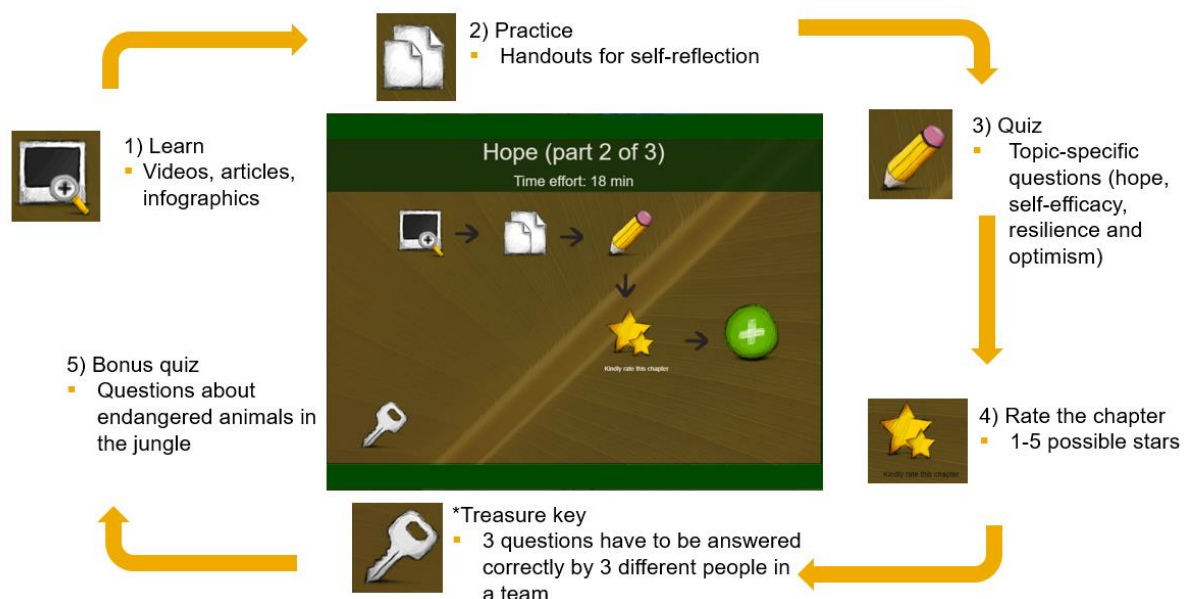 2) Practice
▪ Handouts for self-reflection
1) Learn
▪ Videos, articles,
infographics
Hope (part 2 of 3)
Time effort: 18 min
Kindly rate this chapter
3) Quiz
▪ Topic-specific
questions (hope,
self-efficacy,
resilience and
optimism)
4) Rate the chapter
▪ 1-5 possible stars
Kindly rate this chapter
*Treasure key
▪ 3 questions have to be answered
correctly by 3 different people in
a team
5) Bonus quiz
▪ Questions about
endangered animals in
the jungle